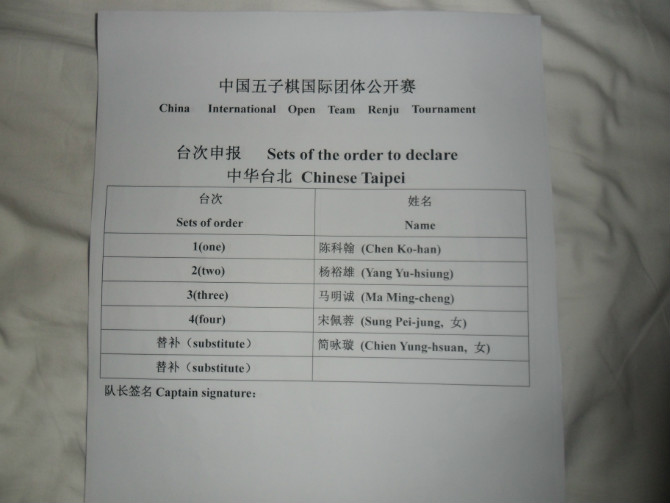 中国五子棋国际团体公开赛
China International Open Team Renju Tournament
台次申报 Sets of the order to declare
中华台北 Chinese Taipei
台次 姓名
Sets of order Name
1(one) 陈科翰 (Chen Ko-han)
2(two) 杨裕雄 (Yang Yu-hsiung)
3(three) 马明诚 (Ma Ming-cheng)
4(four) 宋佩蓉 (Sung Pei-jung, 女)
替补（substitute） 简咏璇 (Chien Yung-hsuan, 女)
替补（substitute）
队长签名 Captain signature：